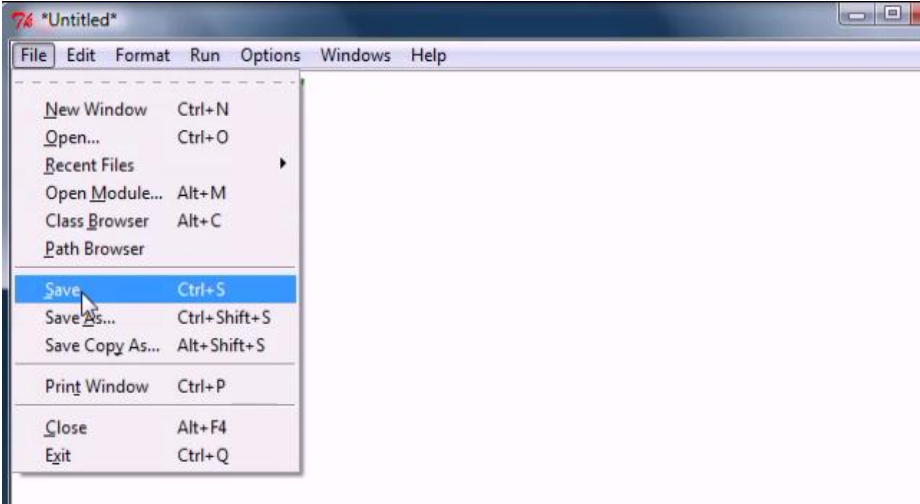 *Untitled*
File Edit Format Run Options Windows Help
New Window Ctrl+N
Open... Ctrl+O
Recent Files
Open Module... Alt+M
Class Browser Alt+C
Path Browser
Save Ctrl+S
Save As... Ctrl+Shift+S
Save Copy As... Alt+Shift+S
Print Window Ctrl+P
Close Alt+F4
Exit Ctrl+Q